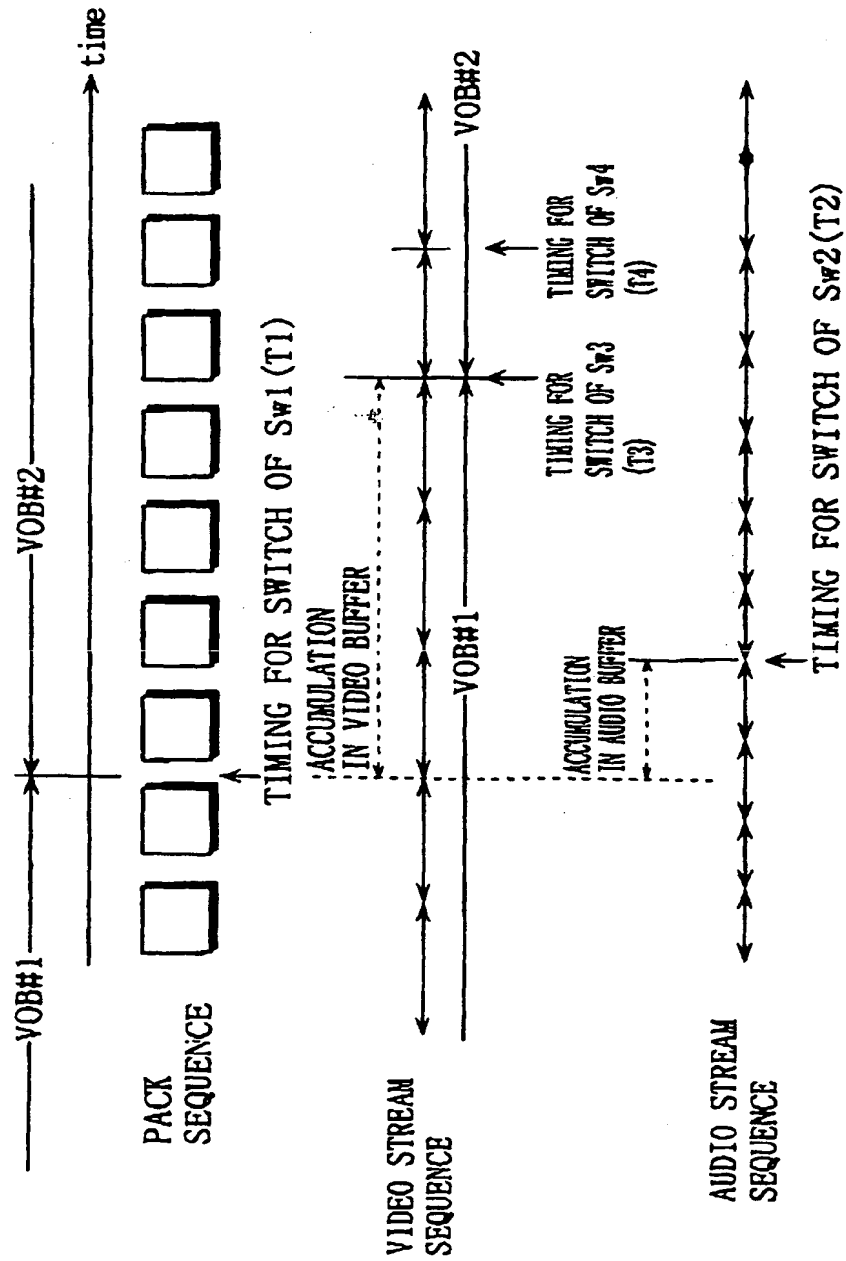 VOB#1
VOB#2
time
PACK
SEQUENCE
TIMING FOR SWITCH OF Sw1(T1)
ACCUMULATION
IN VIDEO BUFFER
VIDEO STREAM
SEQUENCE
VOB#1
VOB#2
TIMING FOR
SWITCH OF Sw3
(T3)
TIMING FOR
SWITCH OF Sw4
(T4)
ACCUMULATION
IN AUDIO BUFFER
AUDIO STREAM
SEQUENCE
TIMING FOR SWITCH OF Sw2(T2)